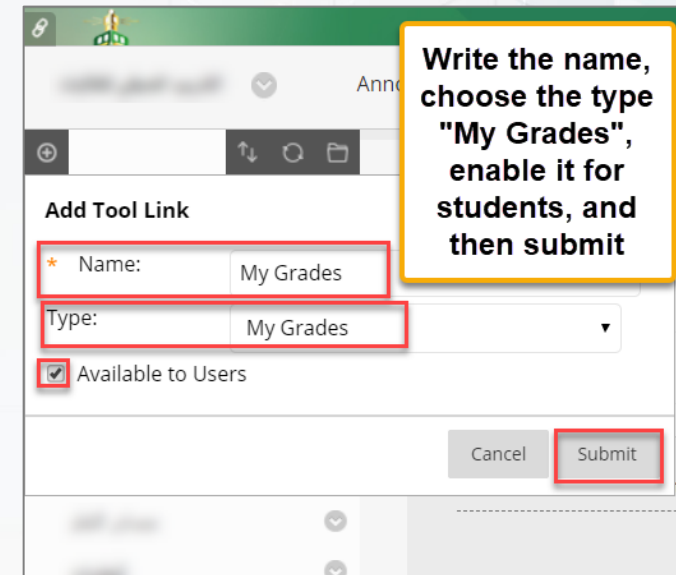 Anno
Write the name,
choose the type
"My Grades",
enable it for
students, and
then submit
Add Tool Link
* Name:
My Grades
Type:
My Grades
Available to Users
Cancel
Submit